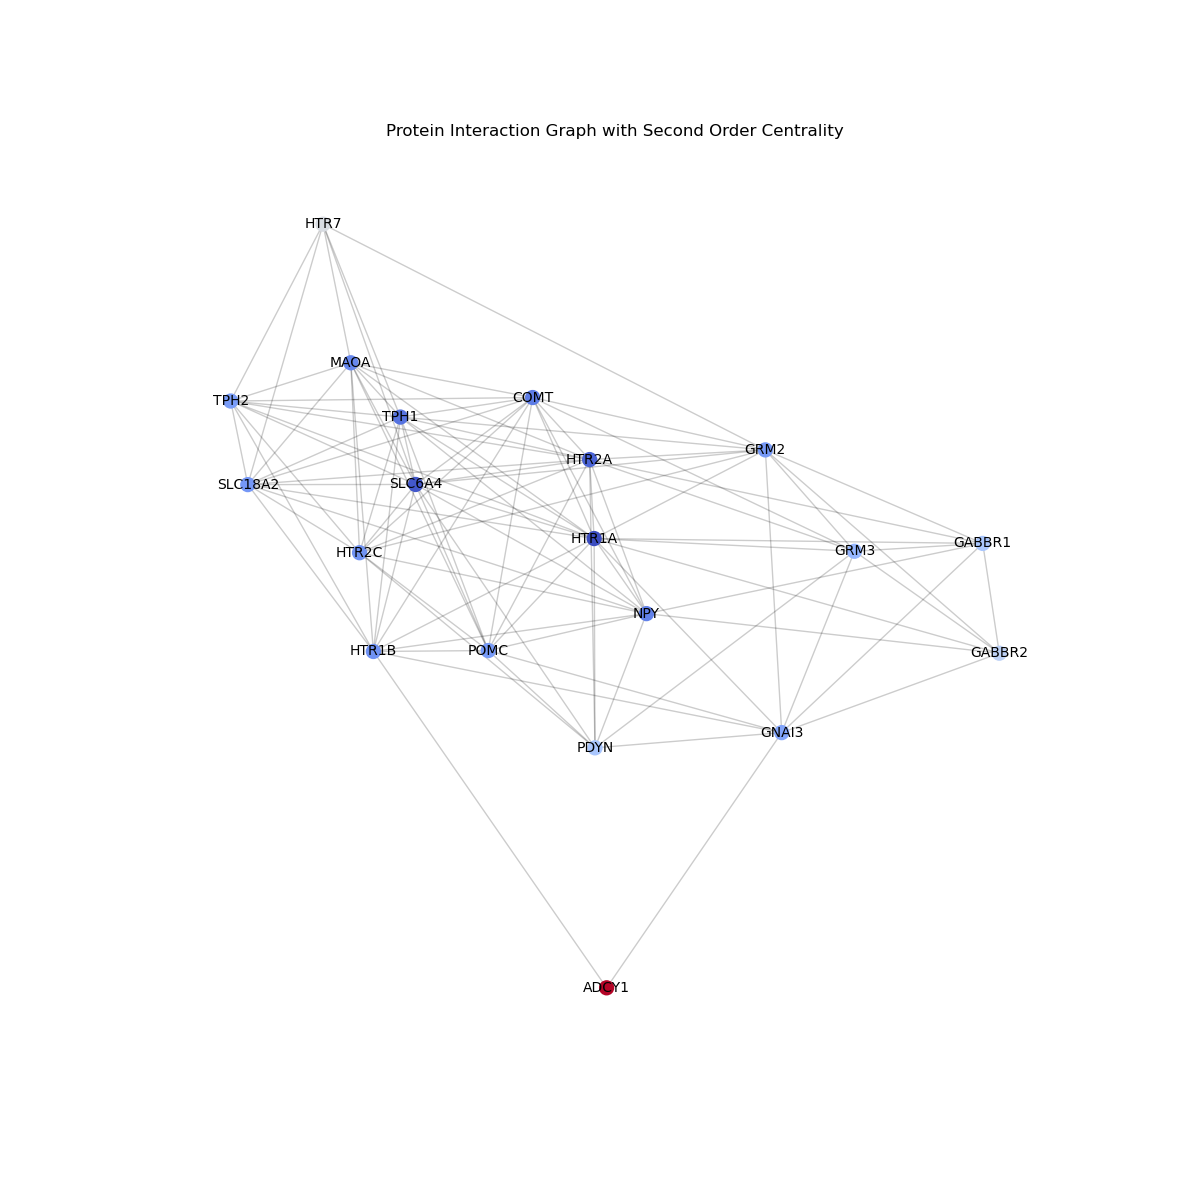 Protein Interaction Graph with Second Order Centrality
HTR7
MAOA
TPH2
COMT
TPH1
GRM2
HTR2A
SLC18A2
SLC6A4
HTR1A
GABBR1
HTR2C
GRM3
NPY
HTR1B
POMC
GABBR2
GNAI3
PDYN
ADCY1